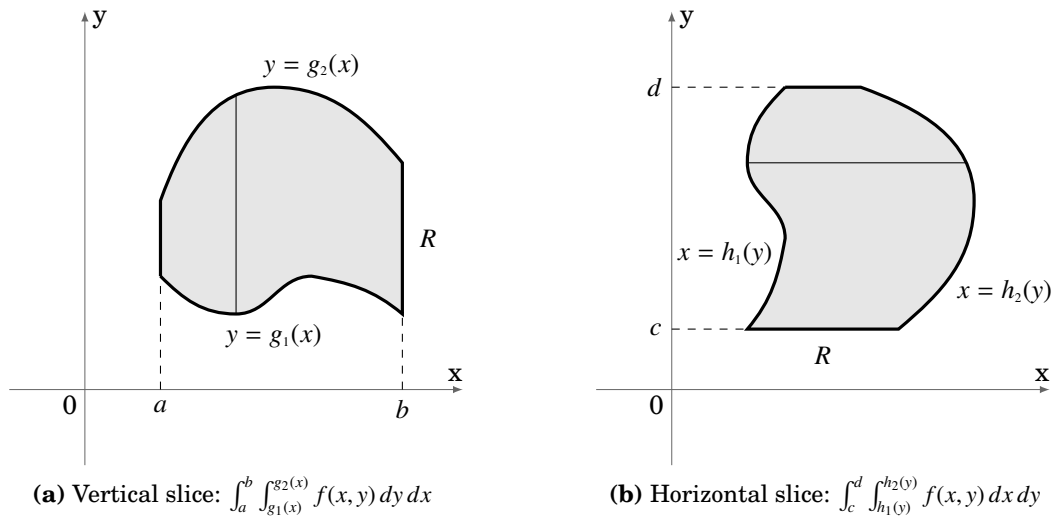 y
y = g₂(x)
R
y = g₁(x)
x
0
a
b
(a) Vertical slice: ∫ₐᵇ ∫_{g₁(x)}^{g₂(x)} f(x, y) dy dx
y
d
x = h₁(y)
x = h₂(y)
c
R
x
0
(b) Horizontal slice: ∫_c^d ∫_{h₁(y)}^{h₂(y)} f(x, y) dx dy